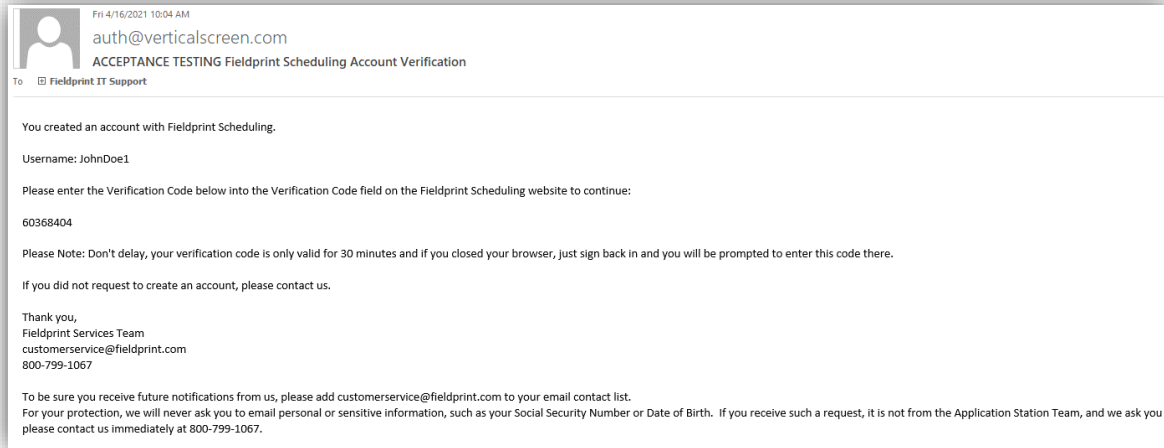 Fri 4/16/2021 10:04 AM
auth@verticalscreen.com
ACCEPTANCE TESTING Fieldprint Scheduling Account Verification
To Fieldprint IT Support
You created an account with Fieldprint Scheduling.
Username: JohnDoe1
Please enter the Verification Code below into the Verification Code field on the Fieldprint Scheduling website to continue:
60368404
Please Note: Don't delay, your verification code is only valid for 30 minutes and if you closed your browser, just sign back in and you will be prompted to enter this code there.
If you did not request to create an account, please contact us.
Thank you,
Fieldprint Services Team
customerservice@fieldprint.com
800-799-1067
To be sure you receive future notifications from us, please add customerservice@fieldprint.com to your email contact list.
For your protection, we will never ask you to email personal or sensitive information, such as your Social Security Number or Date of Birth.  If you receive such a request, it is not from the Application Station Team, and we ask you
please contact us immediately at 800-799-1067.